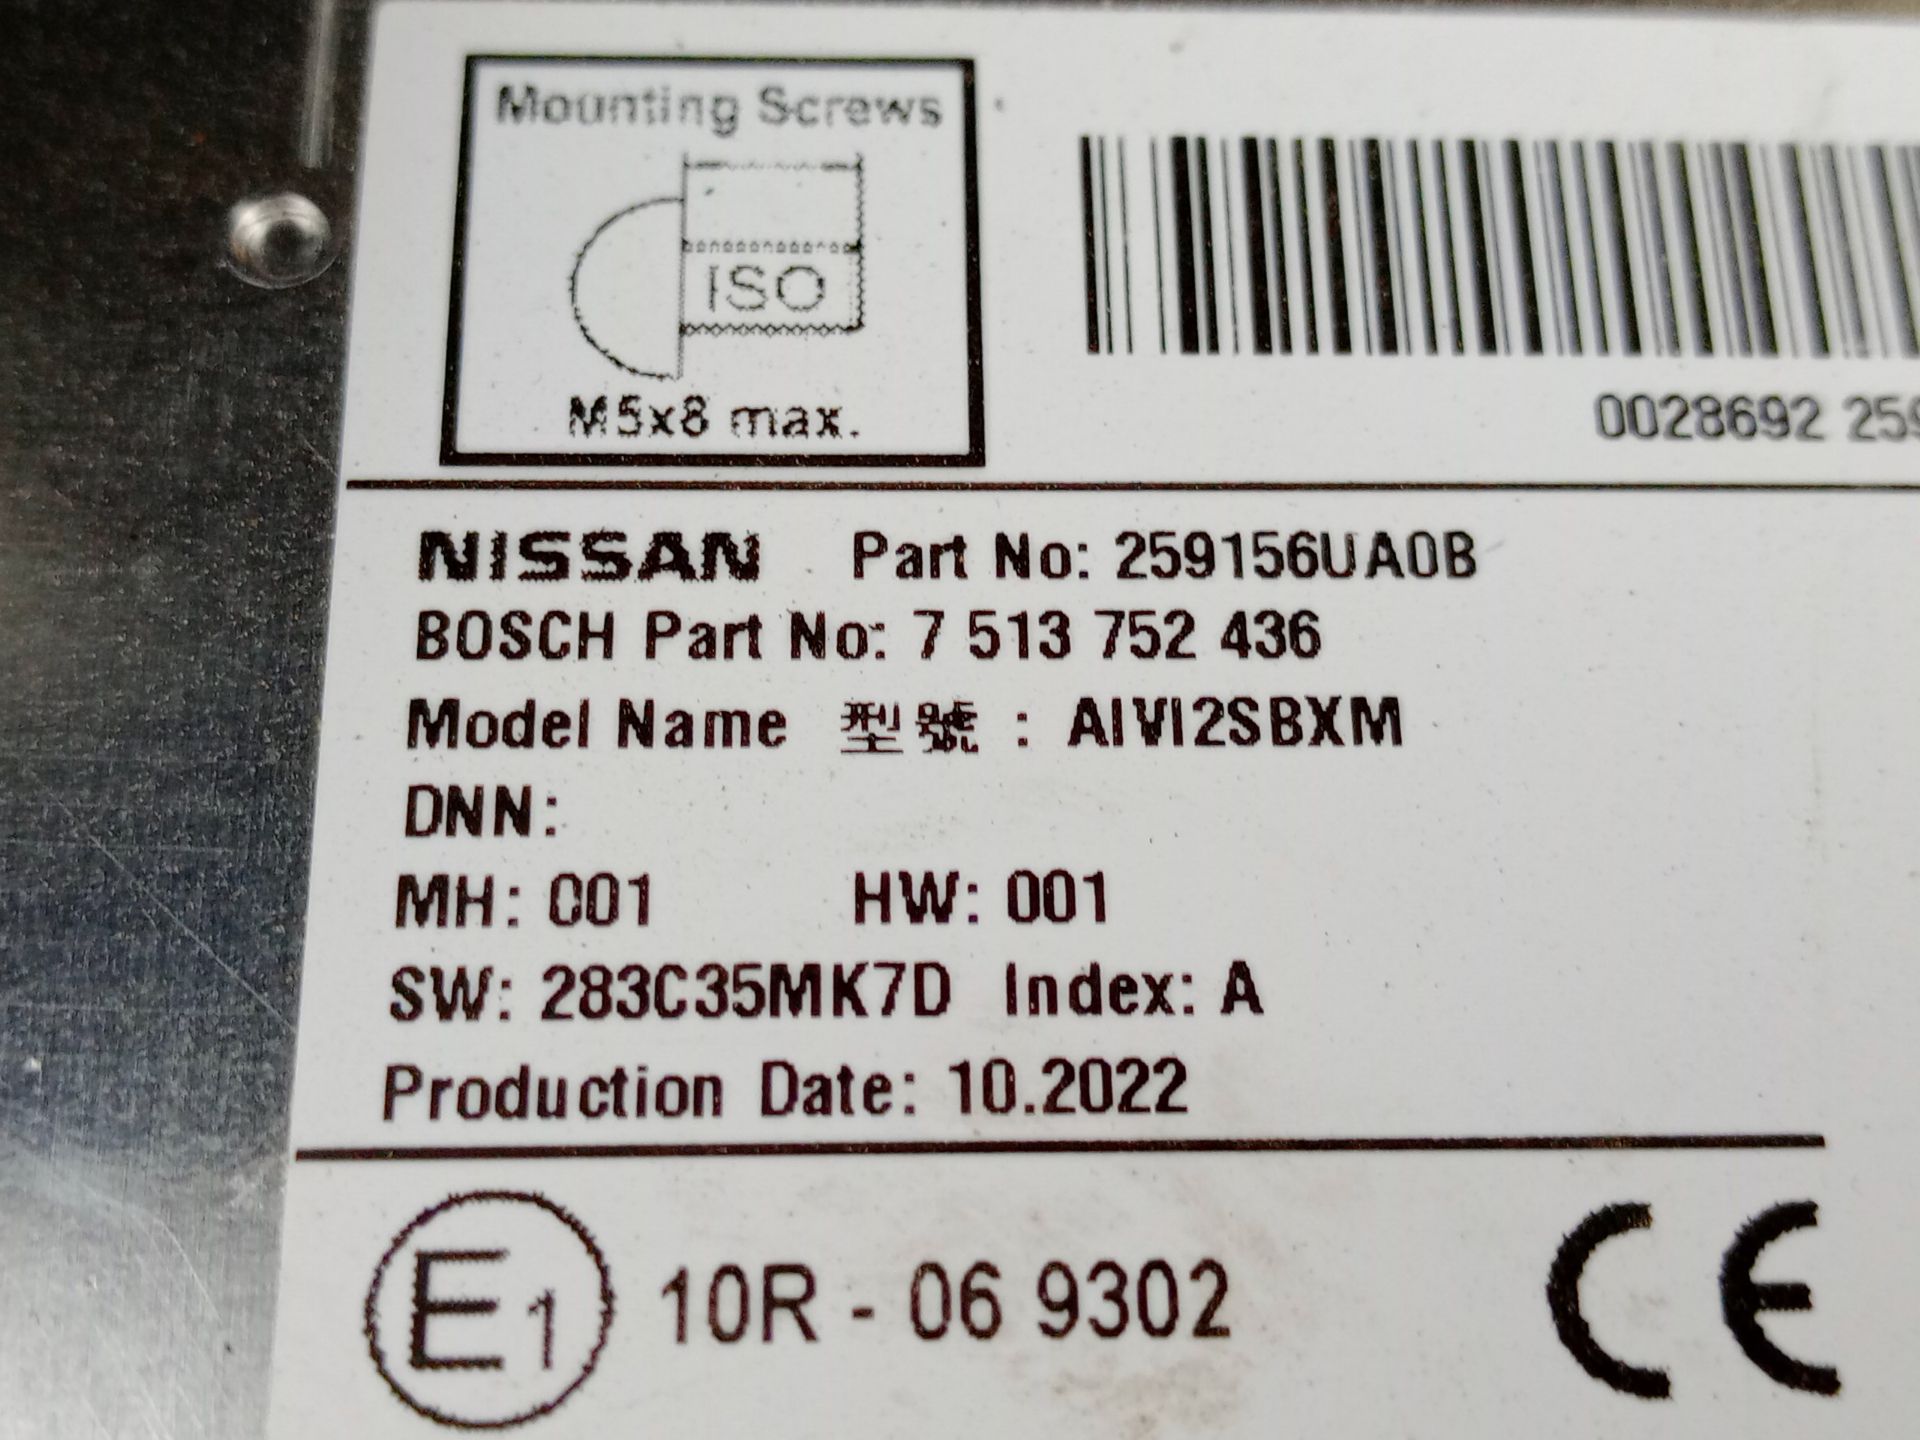 Mounting Screws
ISO
M5x8 max.
0028692 259
NISSAN Part No: 259156UA0B
BOSCH Part No: 7 513 752 436
Model Name 型號 : AIVI2SBXM
DNN:
MH: 001 HW: 001
SW: 283C35MK7D Index: A
Production Date: 10.2022
E1 10R - 06 9302 CE